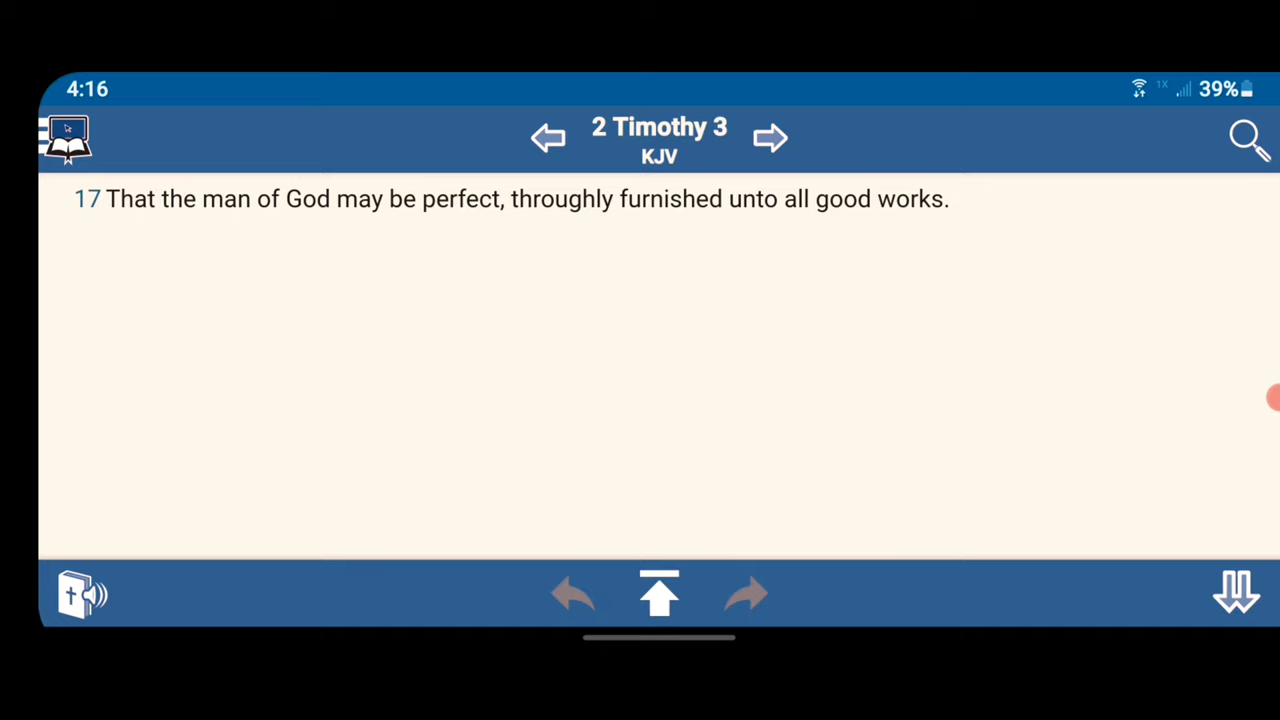 4:16
1X
39%
2 Timothy 3
KJV
17 That the man of God may be perfect, throughly furnished unto all good works.